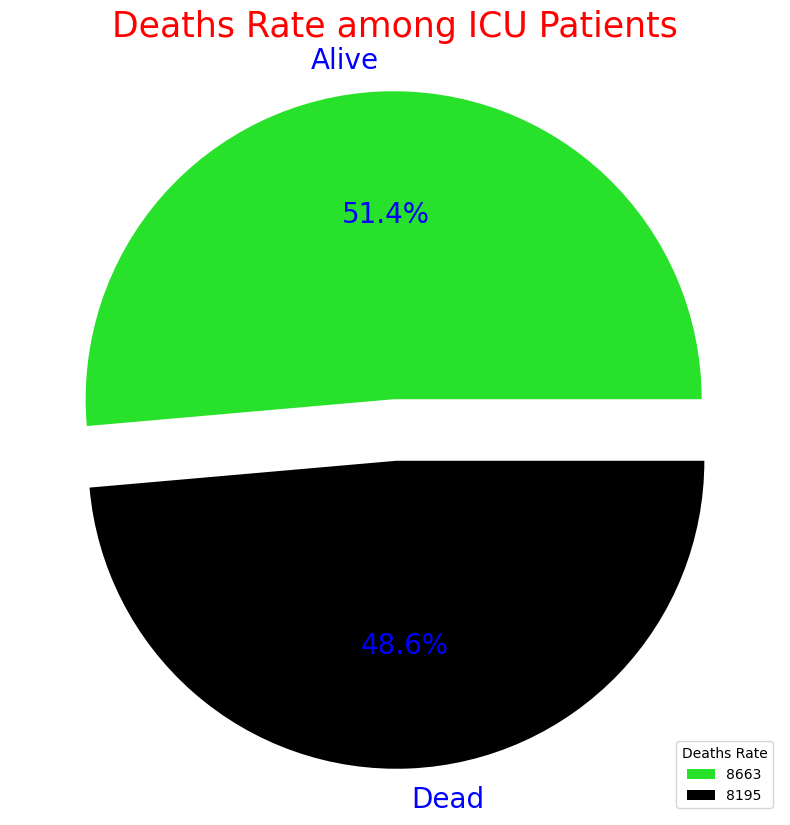 Deaths Rate among ICU Patients
Alive
51.4%
48.6%
Dead
Deaths Rate
8663
8195